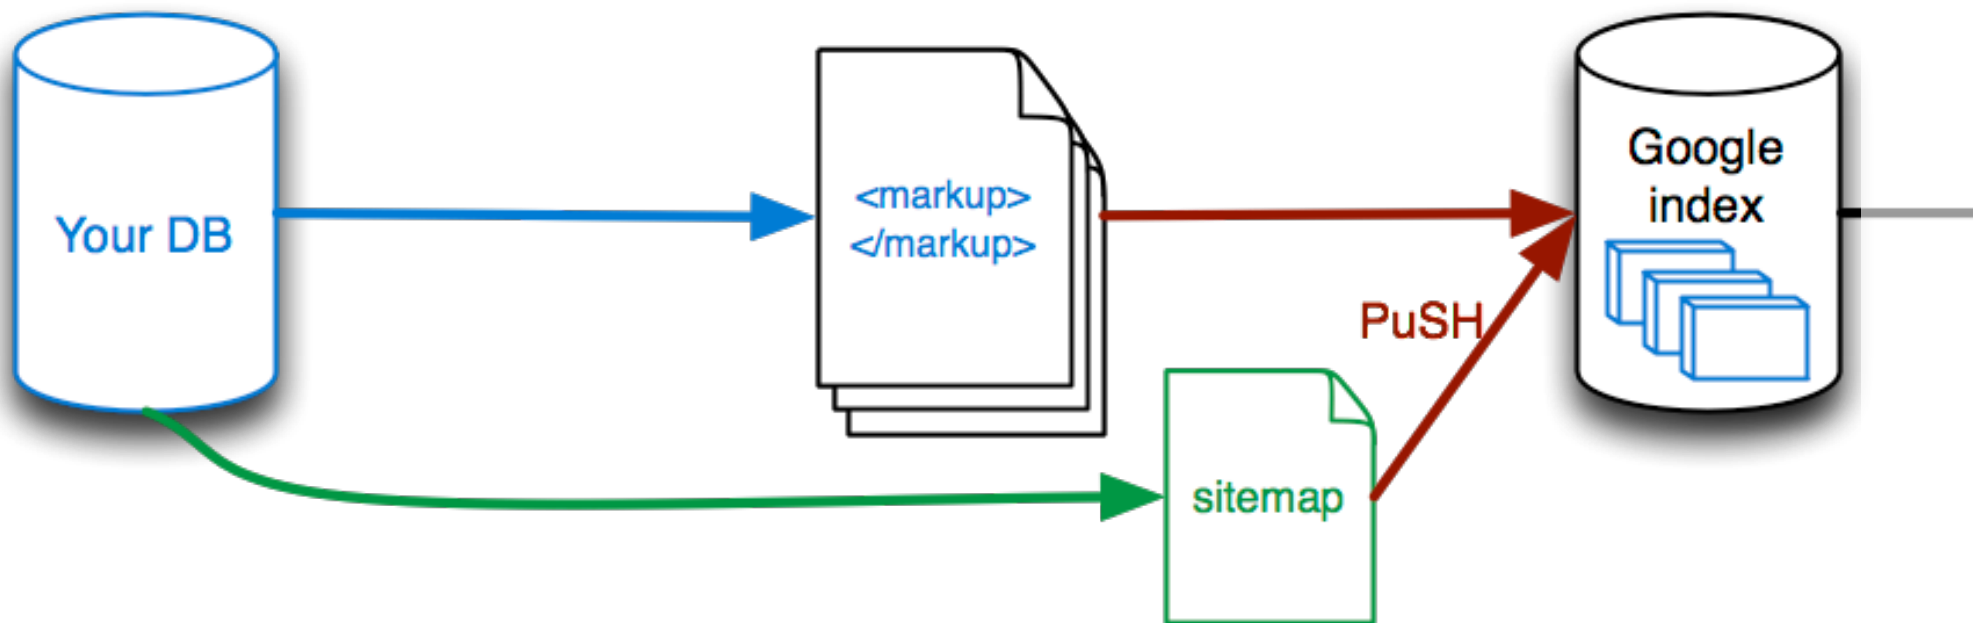 Your DB
<markup>
</markup>
Google
index
PuSH
sitemap